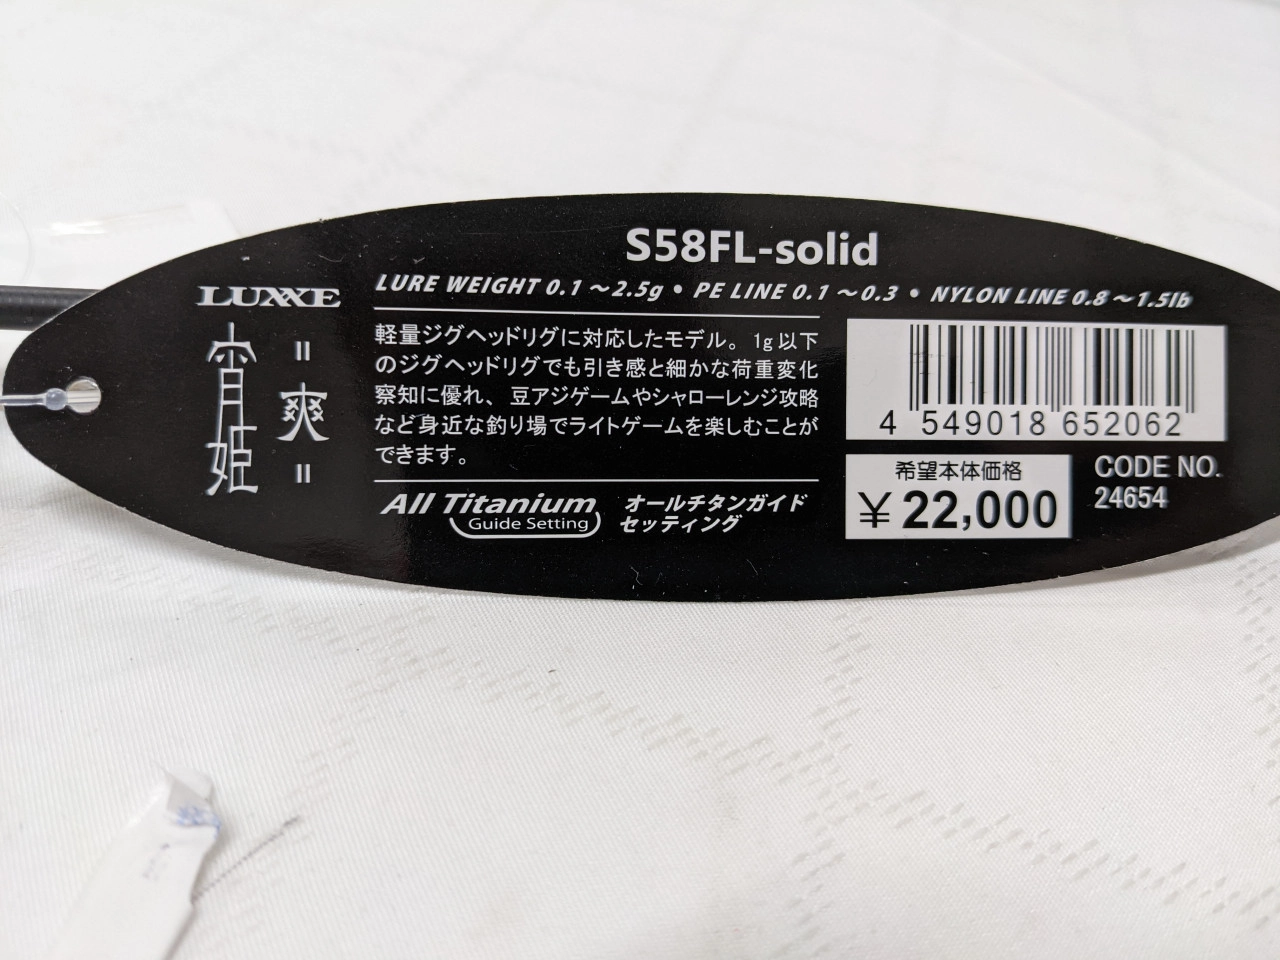 S58FL-solid
LURE WEIGHT 0.1～2.5g • PE LINE 0.1～0.3 • NYLON LINE 0.8～1.5lb
LUXXE
宵姫
=爽=
軽量ジグヘッドリグに対応したモデル。1g以下
のジグヘッドリグでも引き感と細かな荷重変化
察知に優れ、豆アジゲームやシャローレンジ攻略
など身近な釣り場でライトゲームを楽しむことが
できます。
All Titanium
Guide Setting
オールチタンガイド
セッティング
4 549018 652062
希望本体価格
¥22,000
CODE NO.
24654